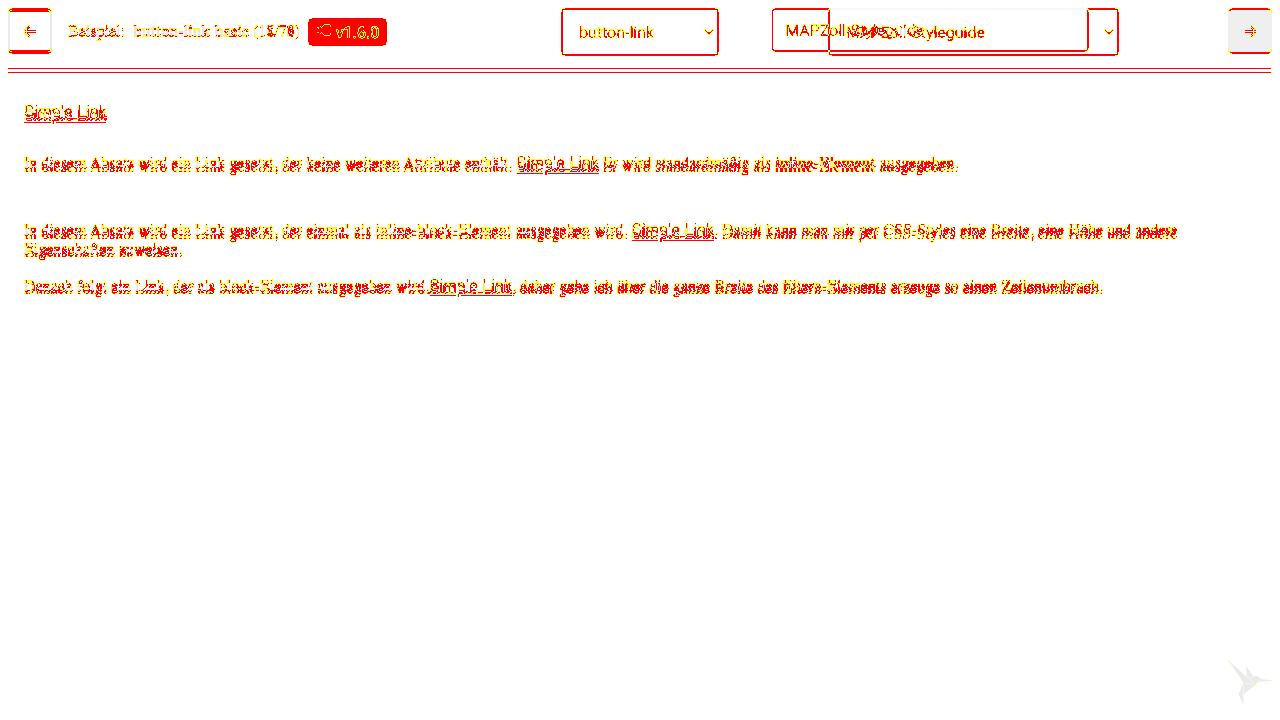 Beispiel: button-link basic
v1.6.0
button-link
MAPZoll-Styleguide
Simple Link
In diesem Absatz wird ein Link gesetzt, der keine weiteren Attribute enthält. Simple Link Er wird standardmäßig als inline-Element ausgegeben.
In diesem Absatz wird ein Link gesetzt, der einmal als inline-block-Element ausgegeben wird. Simple Link. Damit kann man mir per CSS-Styles eine Breite, eine Höhe und andere
Eigenschaften zuweisen.
Danach folgt ein Link, der als block-Element ausgegeben wird.Simple Link, daher gehe ich über die ganze Breite des Eltern-Elements erzeuge so einen Zeilenumbruch.